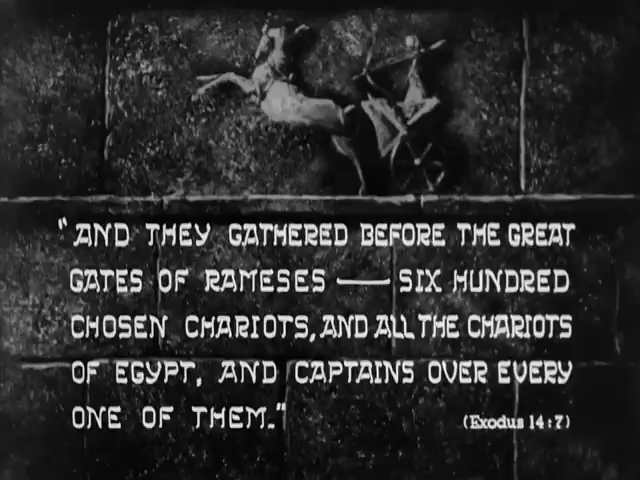 "AND THEY GATHERED BEFORE THE GREAT
GATES OF RAMESES — SIX HUNDRED
CHOSEN CHARIOTS, AND ALL THE CHARIOTS
OF EGYPT, AND CAPTAINS OVER EVERY
ONE OF THEM."
(Exodus 14:7)